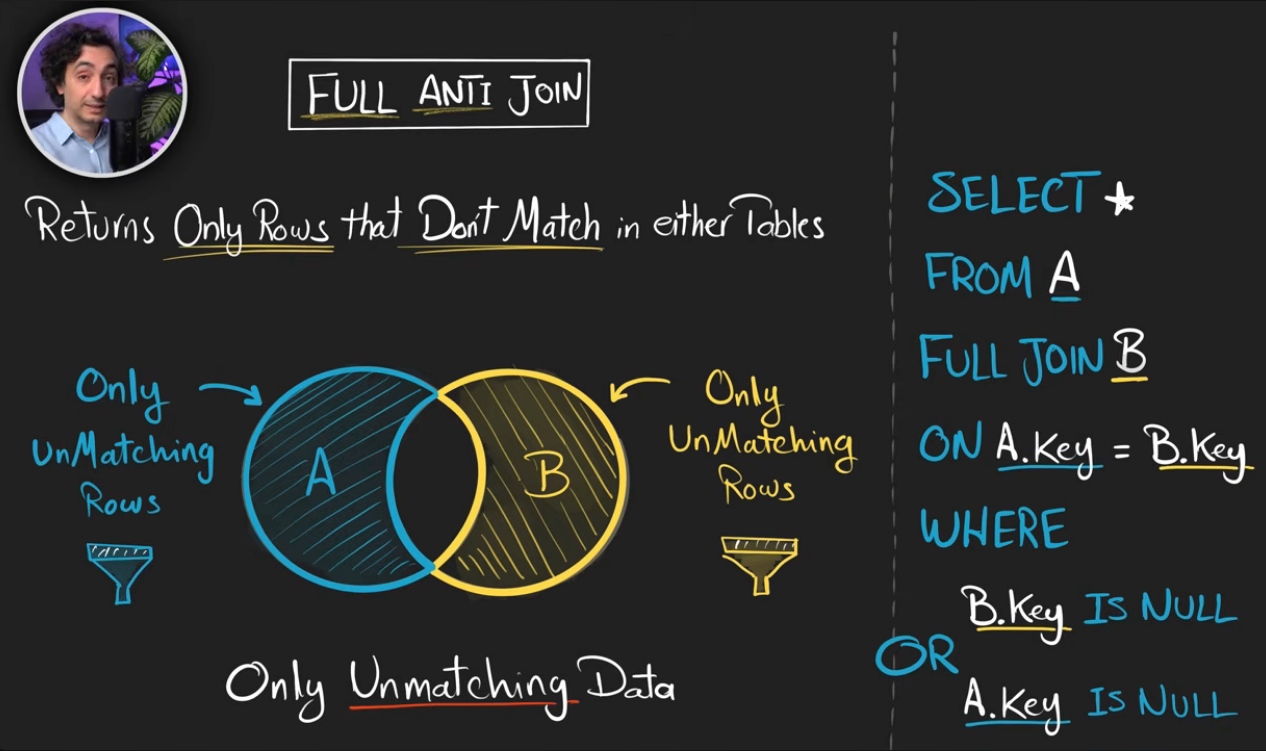 FULL ANTI JOIN
Returns Only Rows that Don't Match in either Tables
Only
UnMatching
Rows
A
B
Only
UnMatching
Rows
Only Unmatching Data
SELECT *
FROM A
FULL JOIN B
ON A.Key = B.Key
WHERE
B.Key IS NULL
OR
A.Key IS NULL